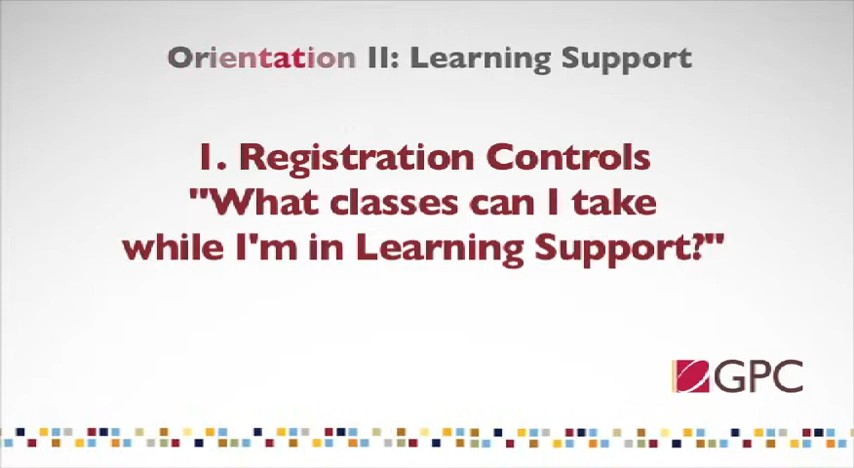 Orientation II: Learning Support
1. Registration Controls
"What classes can I take
while I'm in Learning Support?"
GPC